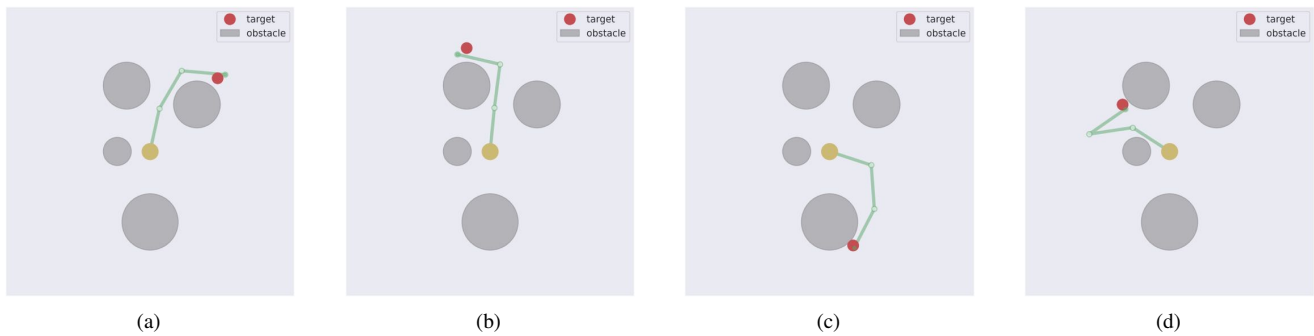 target
obstacle
target
obstacle
target
obstacle
target
obstacle
(a)
(b)
(c)
(d)